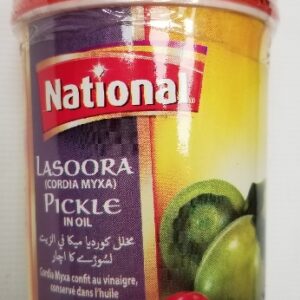 National
LASOORA
(CORDIA MYXA)
PICKLE
IN OIL
مخلل كورديا ميكا في الزيت
لسوڑے کا اچار
Cordia Myxa confit au vinaigre,
conservé dans l'huile